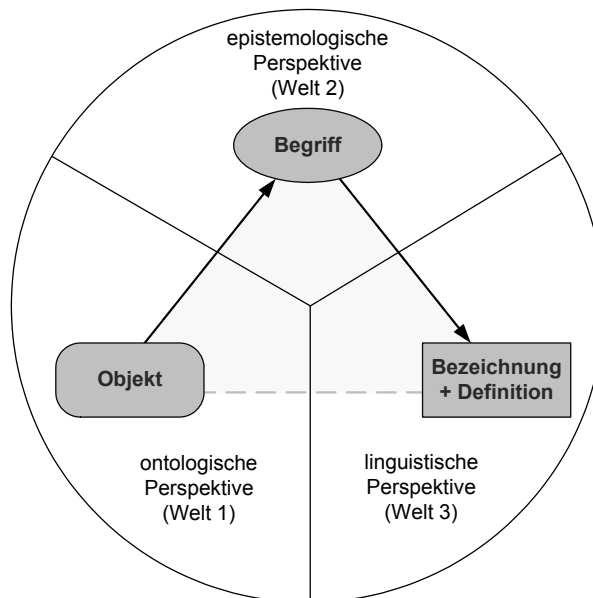 epistemologische
Perspektive
(Welt 2)
Begriff
Objekt
Bezeichnung
+ Definition
ontologische
Perspektive
(Welt 1)
linguistische
Perspektive
(Welt 3)